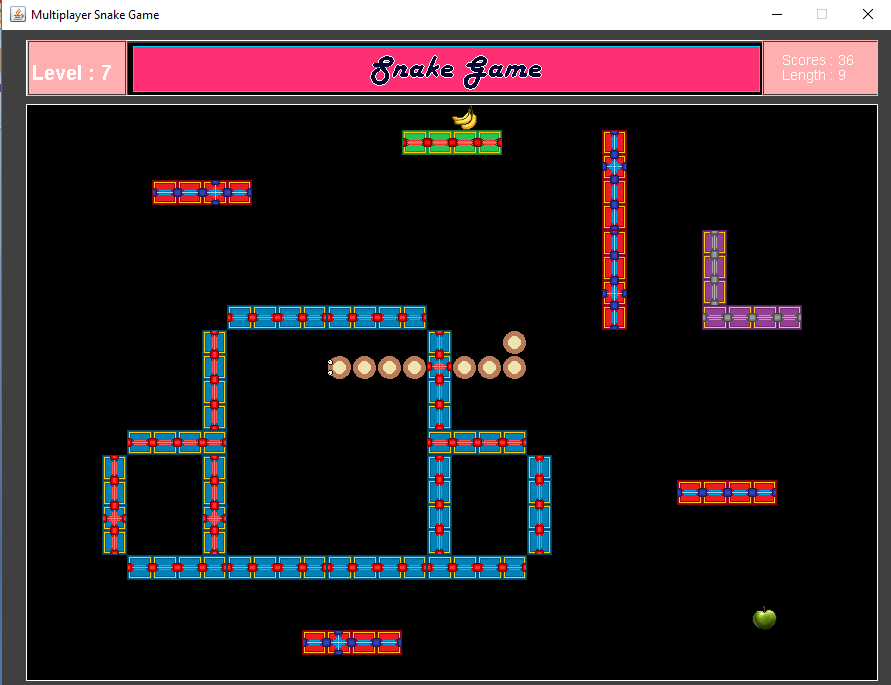 Multiplayer Snake Game
Level : 7
Snake Game
Scores : 36
Length : 9